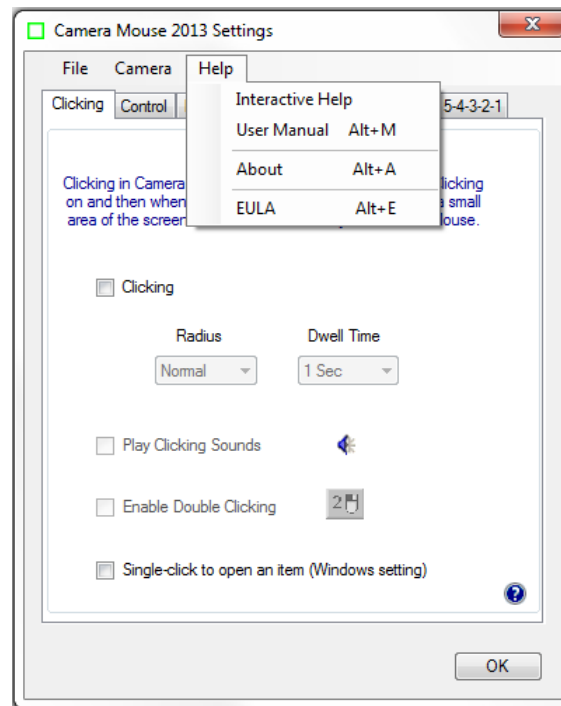 Camera Mouse 2013 Settings
File Camera Help
Interactive Help
User Manual Alt+M
About Alt+A
EULA Alt+E
Clicking Control 5-4-3-2-1
Clicking in Camera licking
on and then when a small
area of the screen ouse.
Clicking
Radius Dwell Time
Normal 1 Sec
Play Clicking Sounds
Enable Double Clicking 2
Single-click to open an item (Windows setting)
?
OK